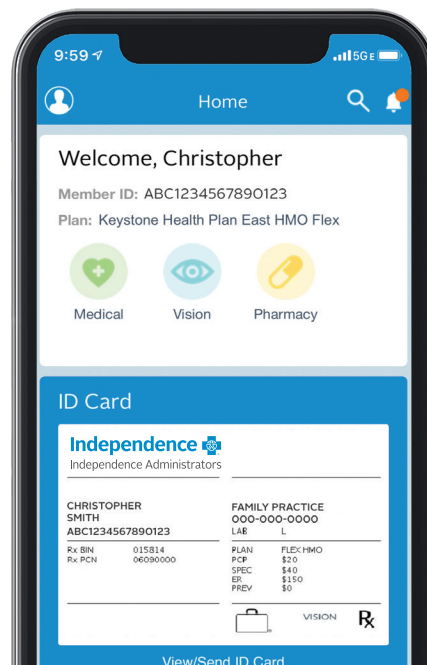 9:59
5G E
Home
Welcome, Christopher
Member ID: ABC1234567890123
Plan: Keystone Health Plan East HMO Flex
Medical Vision Pharmacy
ID Card
Independence
Independence Administrators
CHRISTOPHER
SMITH
ABC1234567890123
FAMILY PRACTICE
000-000-0000
LAB L
Rx BIN 015814
Rx PCN 06090000
PLAN FLEX HMO
PCP $20
SPEC $40
ER $150
PREV $0
VISION Rx
View/Send ID Card